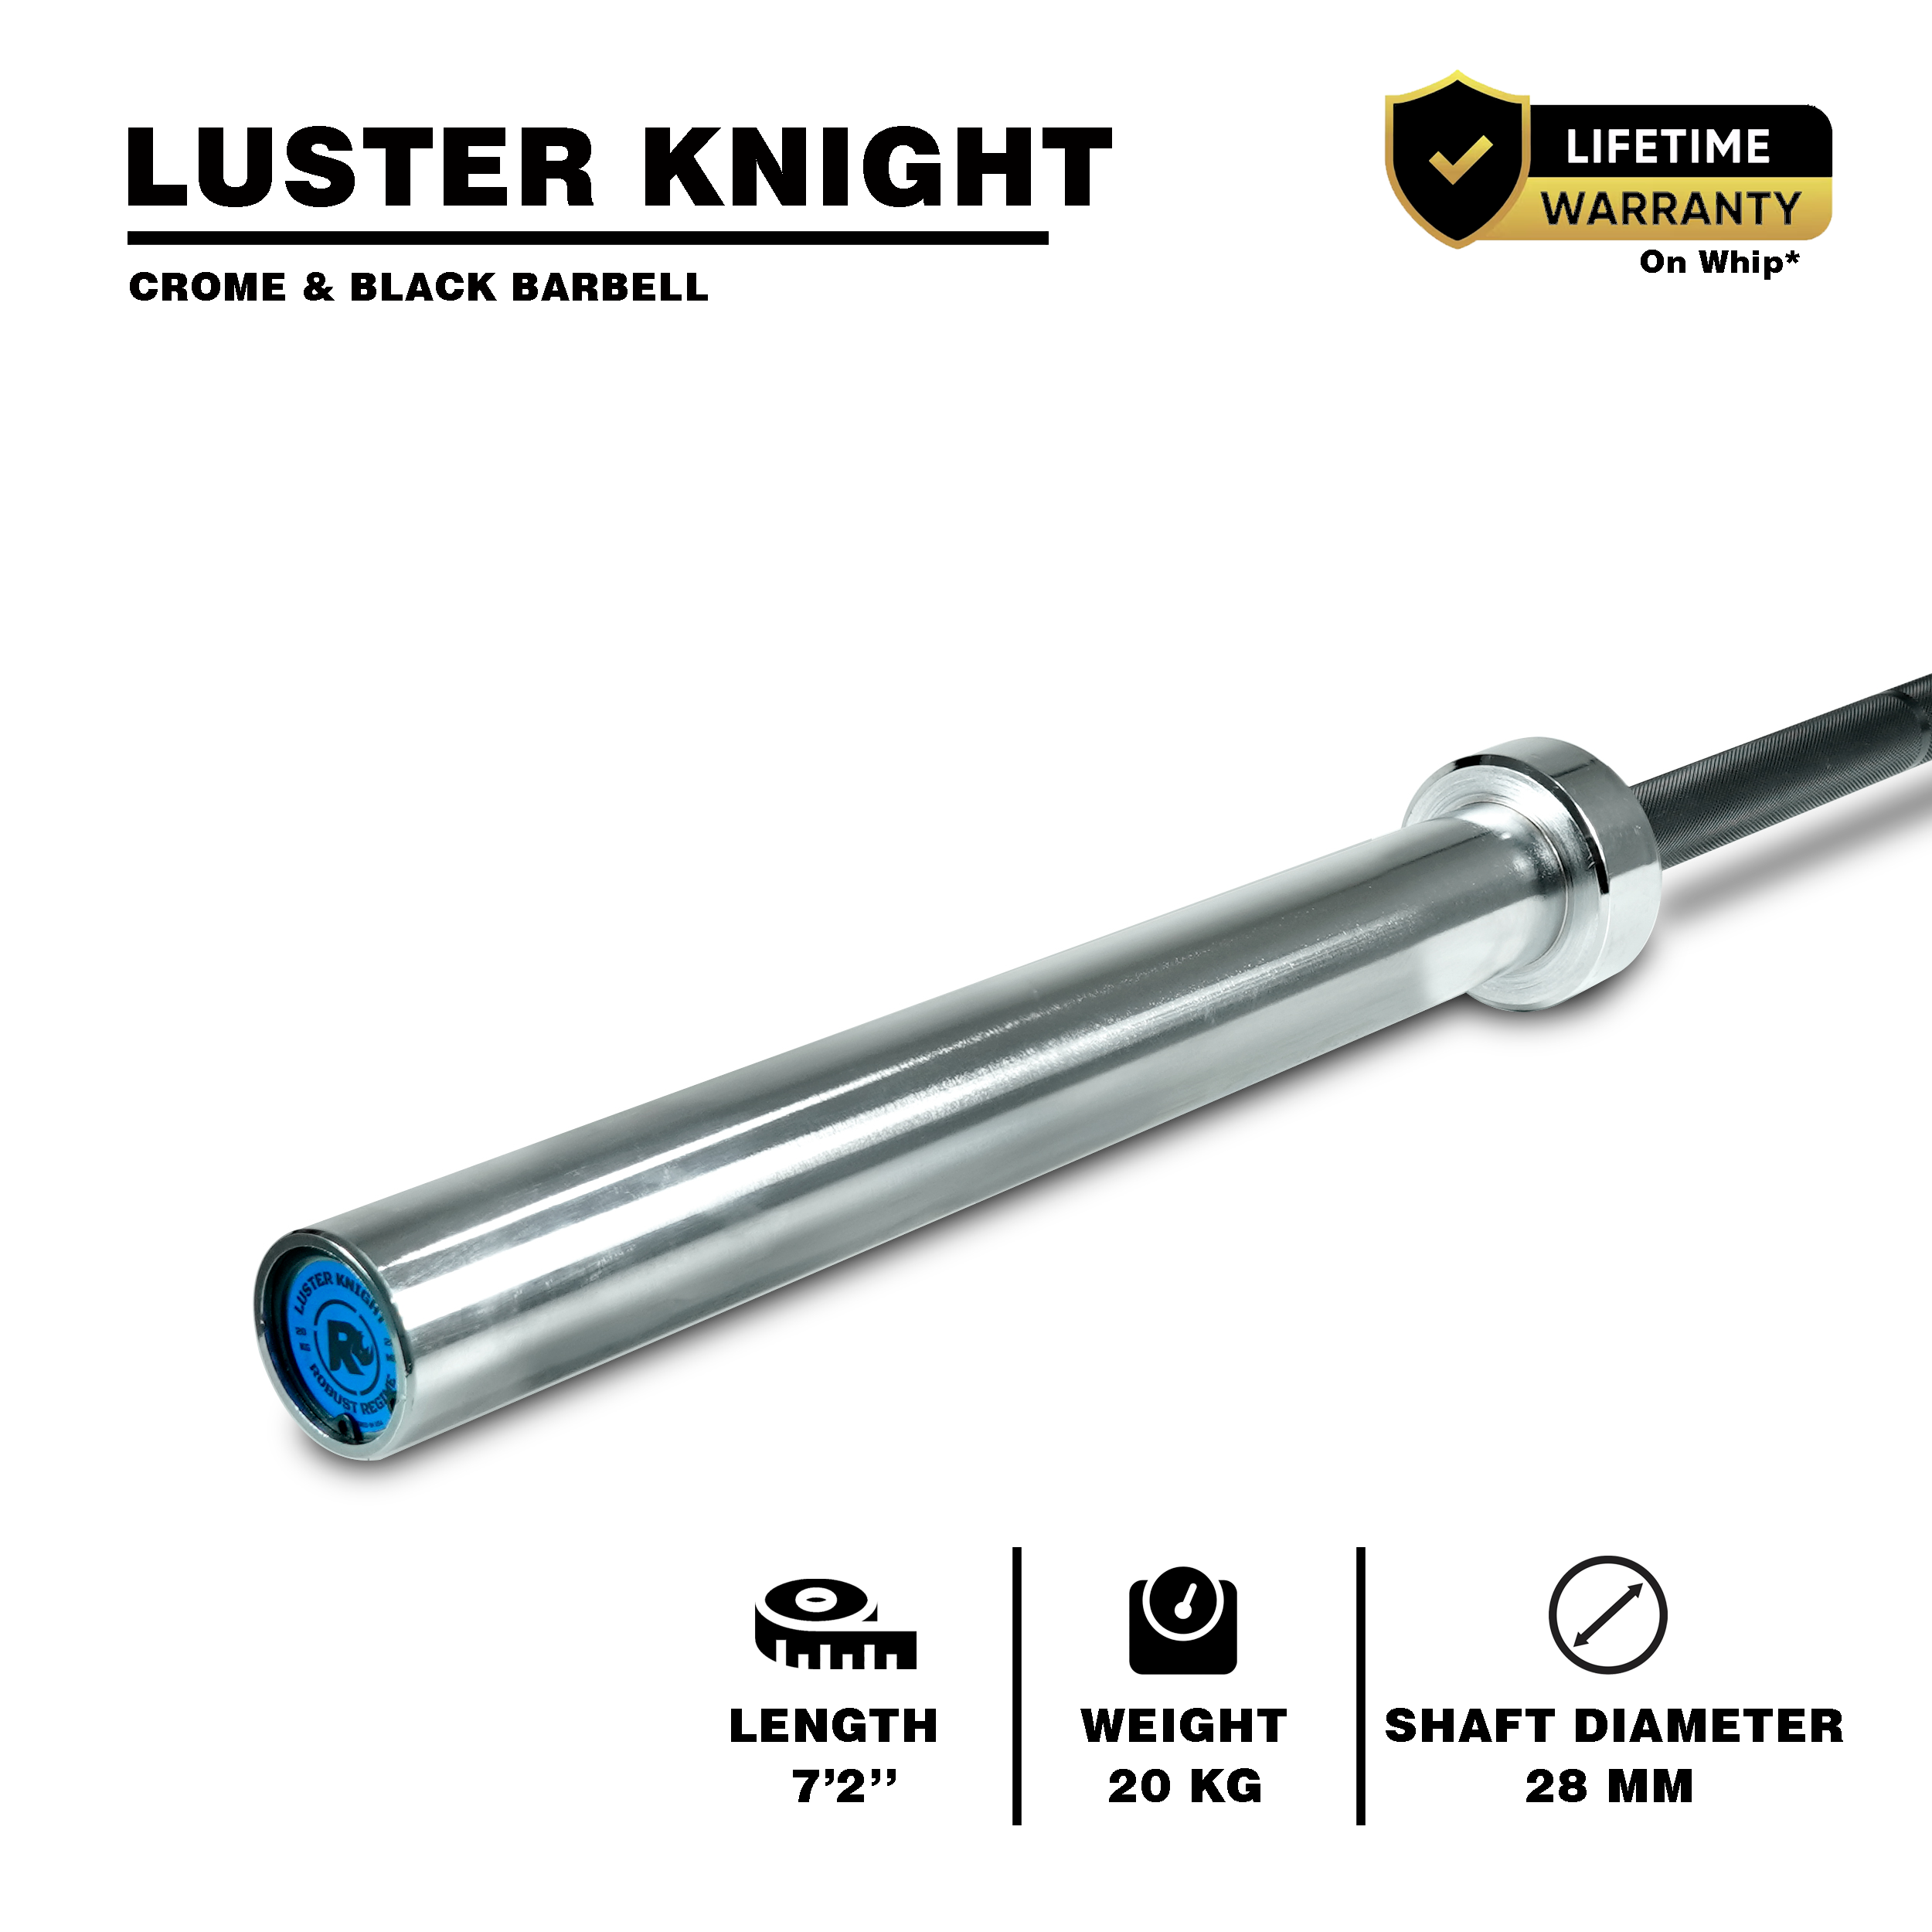 LUSTER KNIGHT
CROME & BLACK BARBELL
LIFETIME
WARRANTY
On Whip*
LUSTER KNIGHT
R
ROBUST REGIME
LENGTH
7’2’’
WEIGHT
20 KG
SHAFT DIAMETER
28 MM